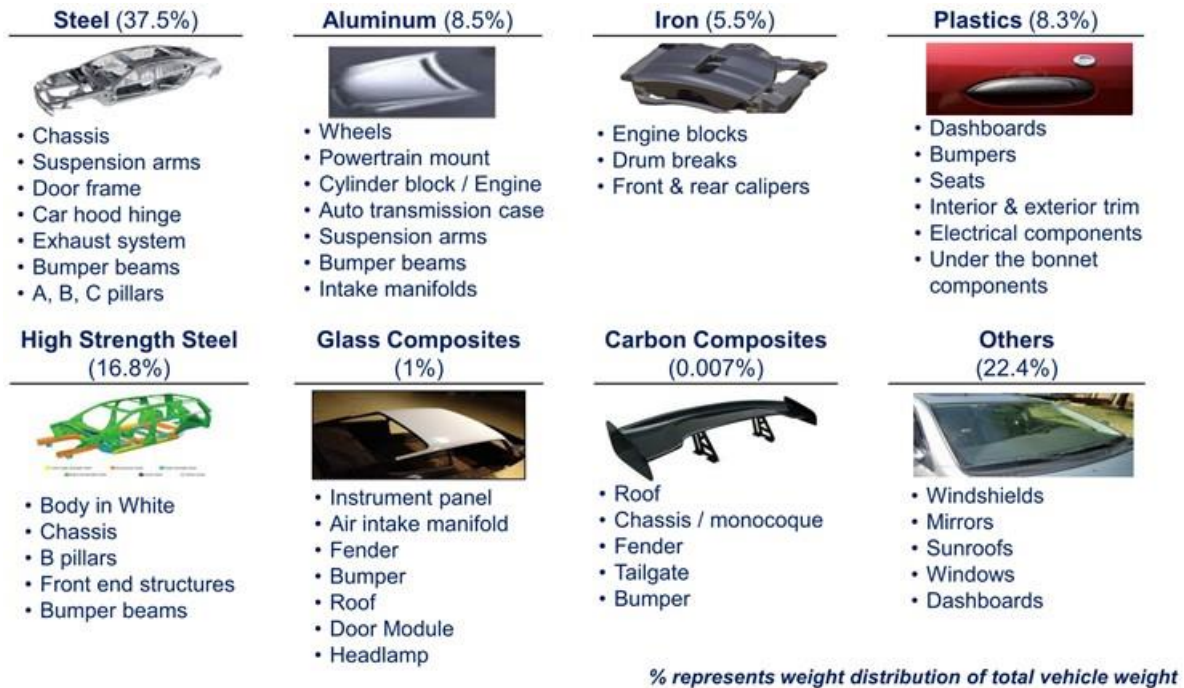 Steel (37.5%)
• Chassis
• Suspension arms
• Door frame
• Car hood hinge
• Exhaust system
• Bumper beams
• A, B, C pillars
Aluminum (8.5%)
• Wheels
• Powertrain mount
• Cylinder block / Engine
• Auto transmission case
• Suspension arms
• Bumper beams
• Intake manifolds
Iron (5.5%)
• Engine blocks
• Drum breaks
• Front & rear calipers
Plastics (8.3%)
• Dashboards
• Bumpers
• Seats
• Interior & exterior trim
• Electrical components
• Under the bonnet
components
High Strength Steel
(16.8%)
• Body in White
• Chassis
• B pillars
• Front end structures
• Bumper beams
Glass Composites
(1%)
• Instrument panel
• Air intake manifold
• Fender
• Bumper
• Roof
• Door Module
• Headlamp
Carbon Composites
(0.007%)
• Roof
• Chassis / monocoque
• Fender
• Tailgate
• Bumper
Others
(22.4%)
• Windshields
• Mirrors
• Sunroofs
• Windows
• Dashboards
% represents weight distribution of total vehicle weight